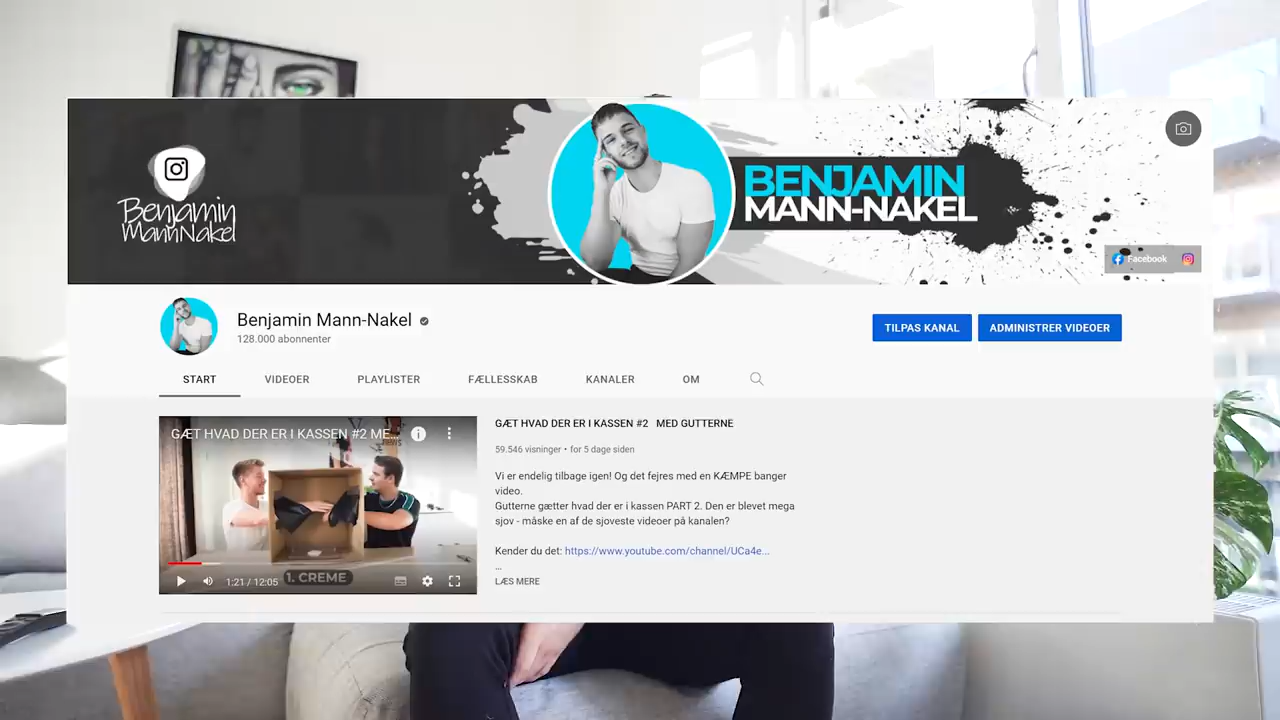 Benjamin
MannNakel
BENJAMIN
MANN-NAKEL
Facebook
Benjamin Mann-Nakel
128.000 abonnenter
TILPAS KANAL
ADMINISTRER VIDEOER
START
VIDEOER
PLAYLISTER
FÆLLESSKAB
KANALER
OM
GÆT HVAD DER ER I KASSEN #2 ME...
1. CREME
1:21 / 12:05
GÆT HVAD DER ER I KASSEN #2 MED GUTTERNE
59.546 visninger • for 5 dage siden
Vi er endelig tilbage igen! Og det fejres med en KÆMPE banger
video.
Gutterne gætter hvad der er i kassen PART 2. Den er blevet mega
sjov - måske en af de sjoveste videoer på kanalen?
Kender du det: https://www.youtube.com/channel/UCa4e...
...
LÆS MERE